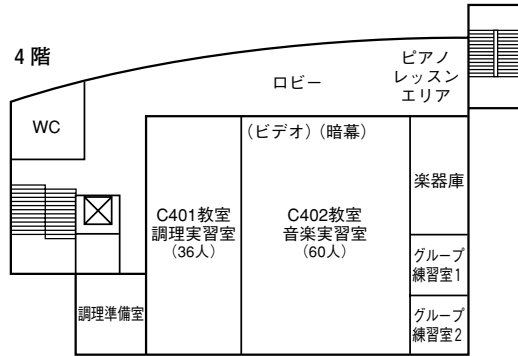 4階
ロビー
ピアノ
レッスン
エリア
WC
(ビデオ)(暗幕)
C401教室
調理実習室
(36人)
C402教室
音楽実習室
(60人)
楽器庫
グループ
練習室1
調理準備室
グループ
練習室2